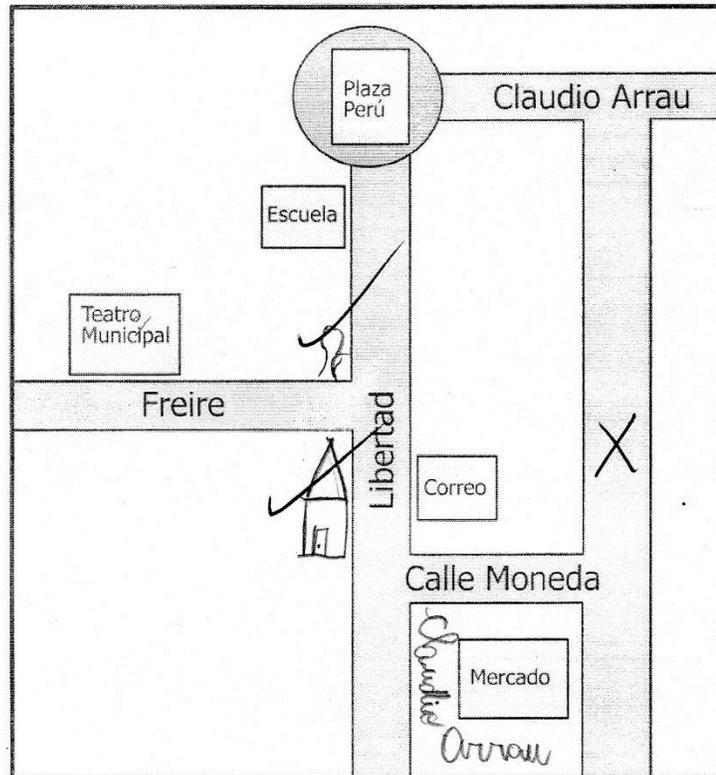 Plaza
Perú
Claudio Arrau
Escuela
Teatro
Municipal
Freire
Libertad
Correo
Calle Moneda
Mercado
Claudio
Arrau